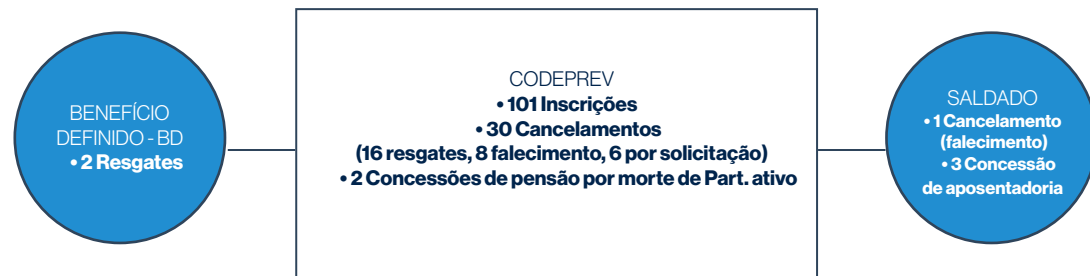 BENEFÍCIO
DEFINIDO - BD
• 2 Resgates
CODEPREV
• 101 Inscrições
• 30 Cancelamentos
(16 resgates, 8 falecimento, 6 por solicitação)
• 2 Concessões de pensão por morte de Part. ativo
SALDADO
• 1 Cancelamento
(falecimento)
• 3 Concessão
de aposentadoria